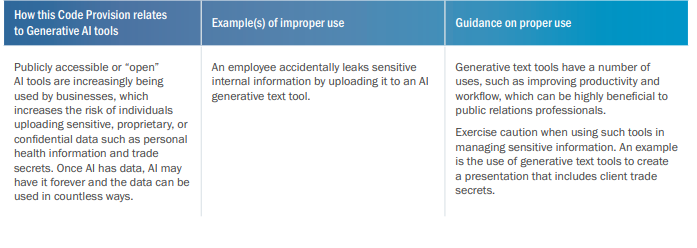 How this Code Provision relates
to Generative AI tools
Example(s) of improper use
Guidance on proper use
Publicly accessible or “open”
AI tools are increasingly being
used by businesses, which
increases the risk of individuals
uploading sensitive, proprietary, or
confidential data such as personal
health information and trade
secrets. Once AI has data, AI may
have it forever and the data can be
used in countless ways.
An employee accidentally leaks sensitive
internal information by uploading it to an AI
generative text tool.
Generative text tools have a number of
uses, such as improving productivity and
workflow, which can be highly beneficial to
public relations professionals.
Exercise caution when using such tools in
managing sensitive information. An example
is the use of generative text tools to create
a presentation that includes client trade
secrets.